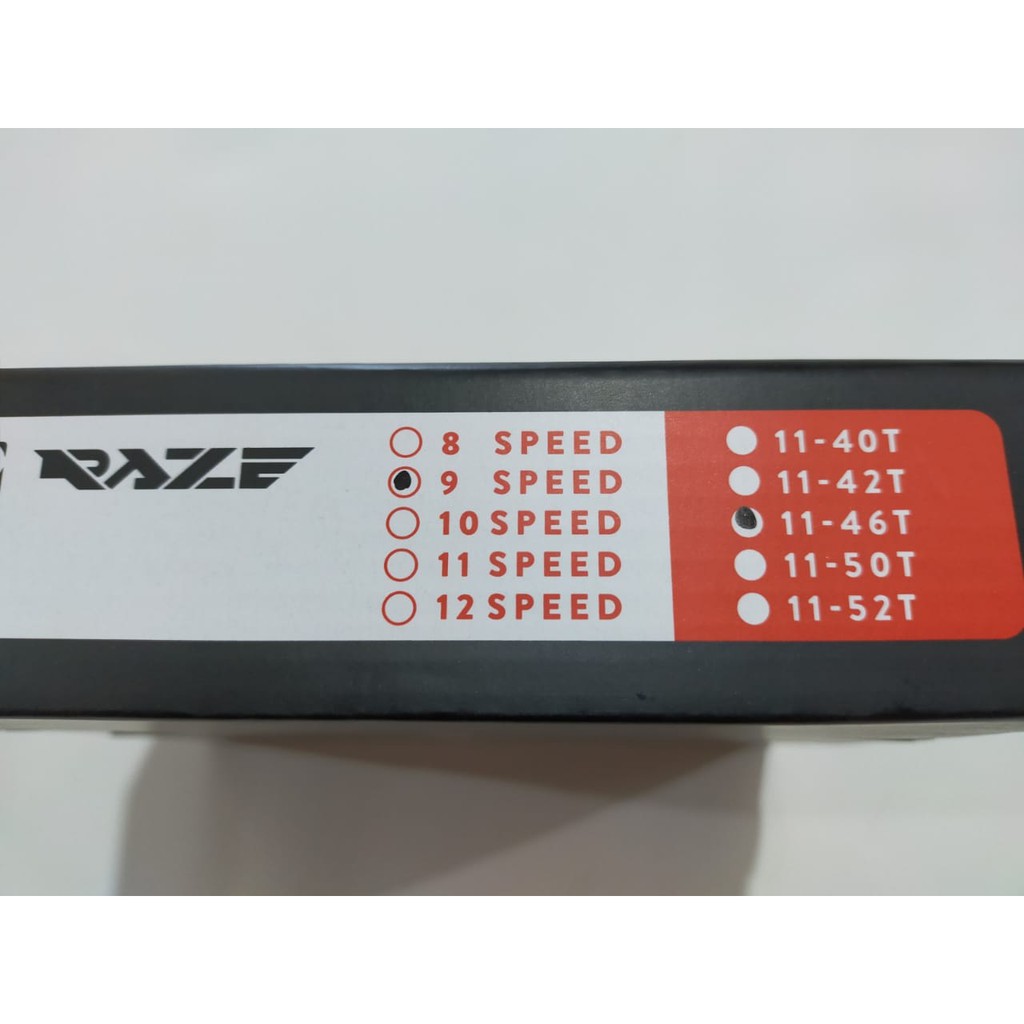 RAZE
8 SPEED
9 SPEED
10 SPEED
11 SPEED
12 SPEED
11-40T
11-42T
11-46T
11-50T
11-52T